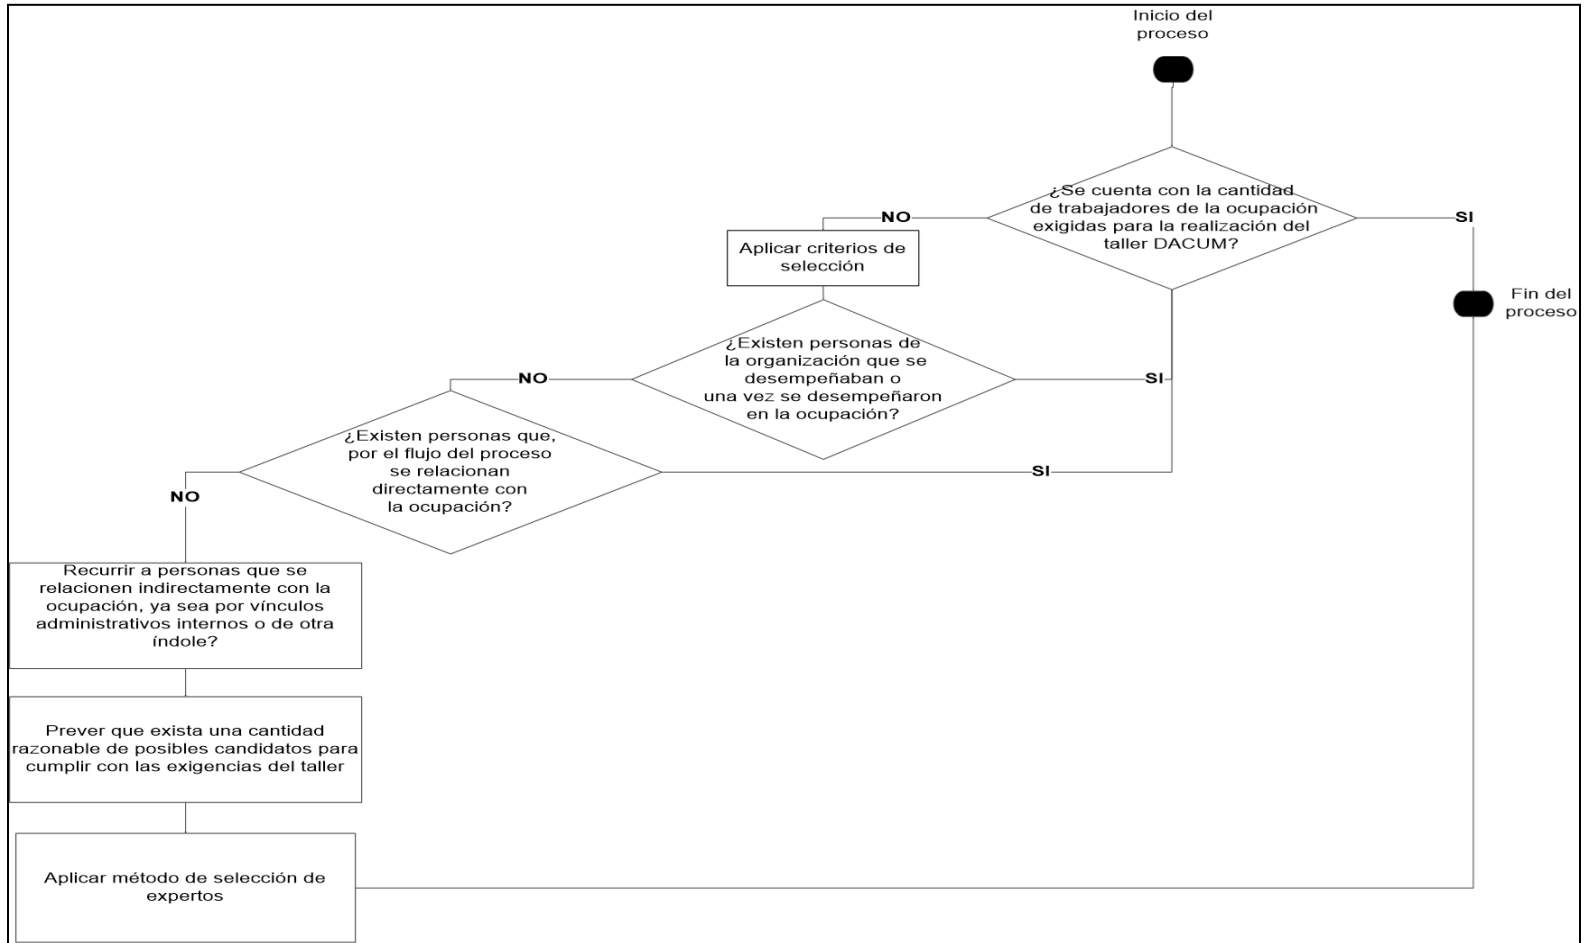 Inicio del
proceso
¿Se cuenta con la cantidad
de trabajadores de la ocupación
exigidas para la realización del
taller DACUM?
NO
SI
Aplicar criterios de
selección
Fin del
proceso
¿Existen personas de
la organización que se
desempeñaban o
una vez se desempeñaron
en la ocupación?
NO
SI
¿Existen personas que,
por el flujo del proceso
se relacionan
directamente con
la ocupación?
SI
NO
Recurrir a personas que se
relacionen indirectamente con la
ocupación, ya sea por vínculos
administrativos internos o de otra
índole?
Prever que exista una cantidad
razonable de posibles candidatos para
cumplir con las exigencias del taller
Aplicar método de selección de
expertos